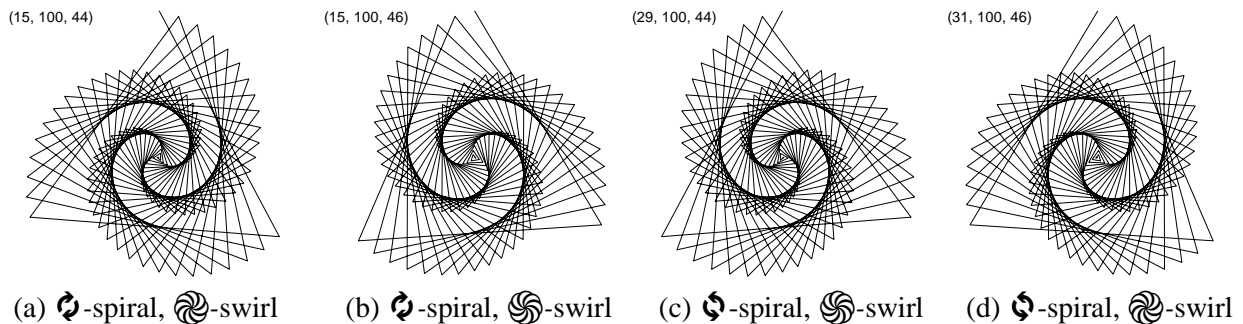 (15, 100, 44)
(15, 100, 46)
(29, 100, 44)
(31, 100, 46)
(a) -spiral, -swirl
(b) -spiral, -swirl
(c) -spiral, -swirl
(d) -spiral, -swirl